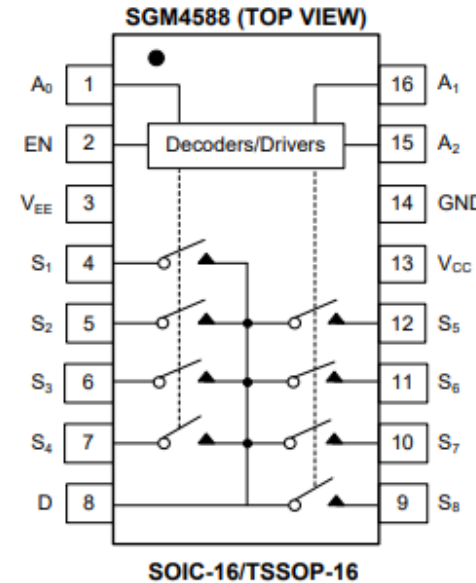 SGM4588 (TOP VIEW)
A₀ 1 16 A₁
EN 2 Decoders/Drivers 15 A₂
V_EE 3 14 GND
S₁ 4 13 V_CC
S₂ 5 12 S₅
S₃ 6 11 S₆
S₄ 7 10 S₇
D 8 9 S₈
SOIC-16/TSSOP-16